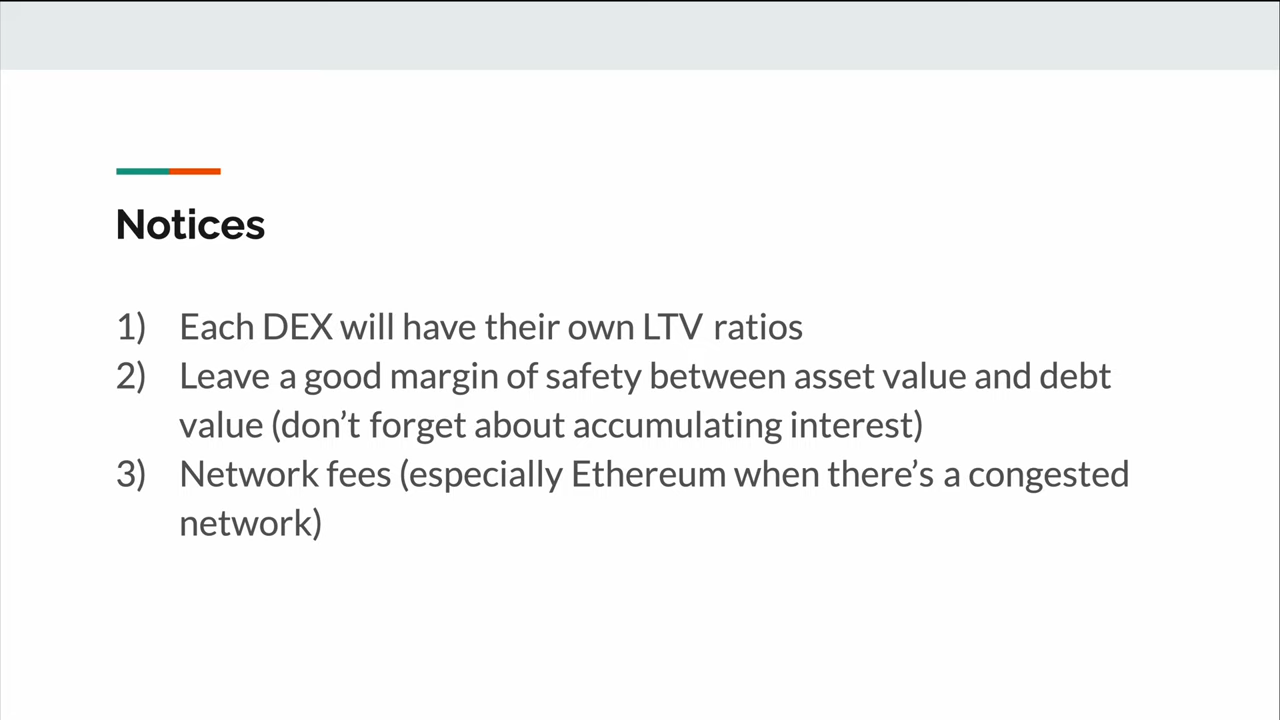 Notices
1) Each DEX will have their own LTV ratios
2) Leave a good margin of safety between asset value and debt
value (don’t forget about accumulating interest)
3) Network fees (especially Ethereum when there’s a congested
network)